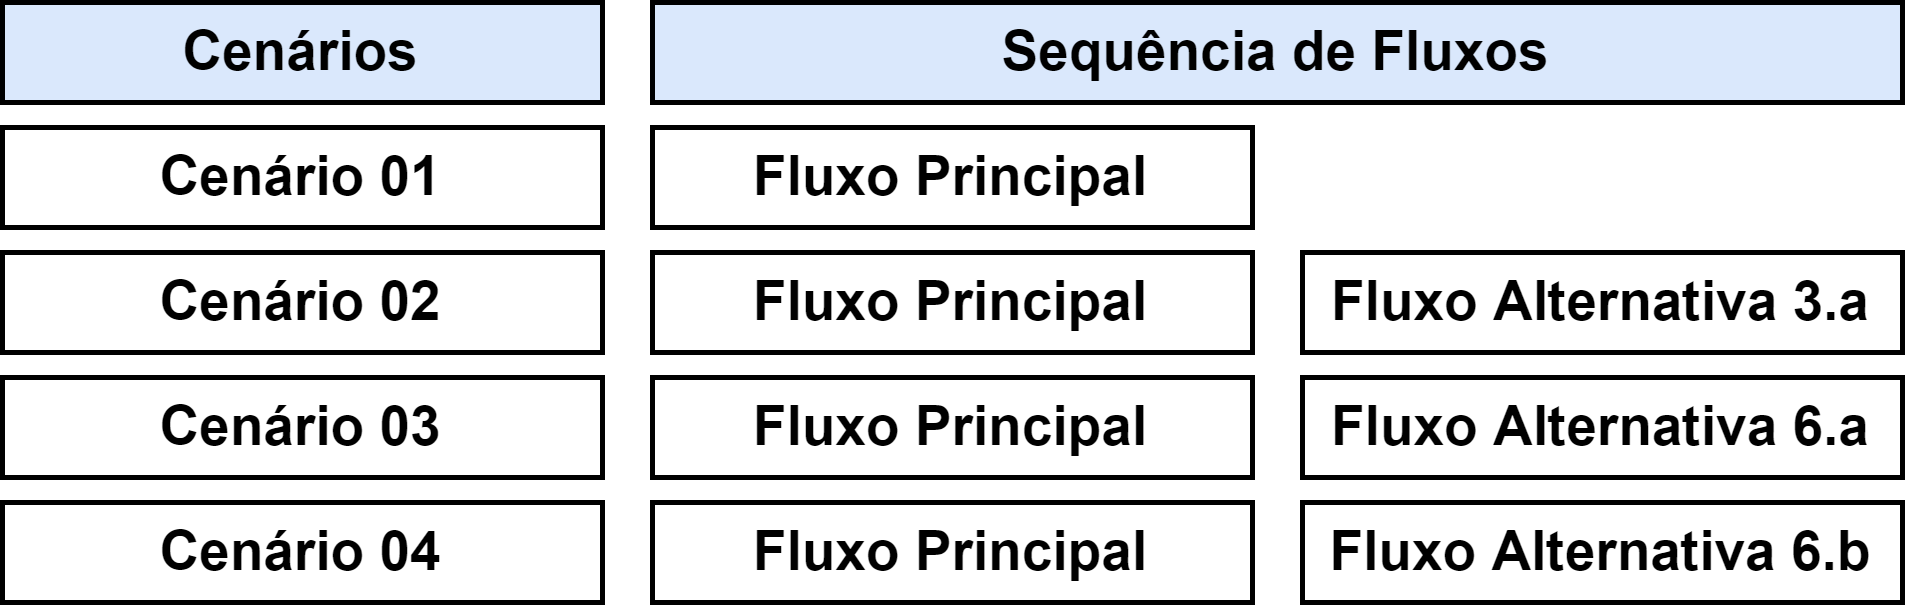 Cenários Sequência de Fluxos
Cenário 01 Fluxo Principal
Cenário 02 Fluxo Principal Fluxo Alternativa 3.a
Cenário 03 Fluxo Principal Fluxo Alternativa 6.a
Cenário 04 Fluxo Principal Fluxo Alternativa 6.b